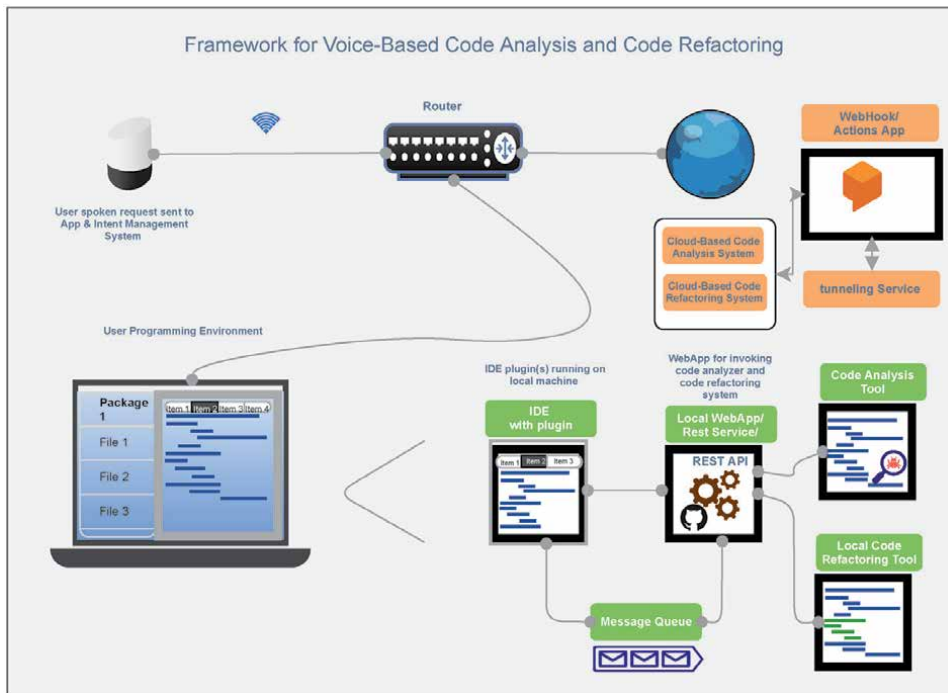 Framework for Voice-Based Code Analysis and Code Refactoring
Router
WebHook/
Actions App
User spoken request sent to
App & Intent Management
System
Cloud-Based Code
Analysis System
Cloud-Based Code
Refactoring System
tunneling Service
User Programming Environment
IDE plugin(s) running on
local machine
WebApp for invoking
code analyzer and
code refactoring
system
Code Analysis
Tool
Package
1
File 1
File 2
File 3
Item 1 Item 2 Item 3 Item 4
IDE
with plugin
Item 1 Item 2 Item 3
Local WebApp/
Rest Service/
REST API
Local Code
Refactoring Tool
Message Queue